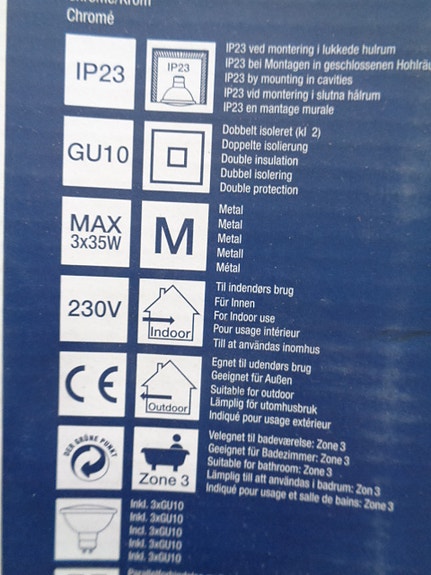 Chromé
IP23
IP23
IP23 ved montering i lukkede hulrum
IP23 bei Montagen in geschlossenen
IP23 by mounting in cavities
IP23 vid montering i slutna hålrum
IP23 en mantage murale
GU10
Dobbelt isoleret (kl 2)
Doppelte isolierung
Double insulation
Dubbel isolering
Double protection
MAX
3x35W
M
Metal
Metal
Metal
Metall
Métal
230V
Indoor
Til indendørs brug
Für Innen
For Indoor use
Pour usage intérieur
Till at användas inomhus
CE
Outdoor
Egnet til udendørs brug
Geeignet für Außen
Suitable for outdoor
Lämplig för utomhusbruk
Indiqué pour usage extérieur
DER GRÜNE PUNKT
Zone 3
Velegnet til badeværelse: Zone 3
Geeignet für Badezimmer: Zone 3
Suitable for bathroom: Zone 3
Lämplig till att användas i badrum: Zon 3
Indiqué pour usage et salle de bains: Zone 3
Inkl. 3xGU10
Inkl. 3xGU10
Incl. 3xGU10
Inkl. 3xGU10
Inkl. 3xGU10